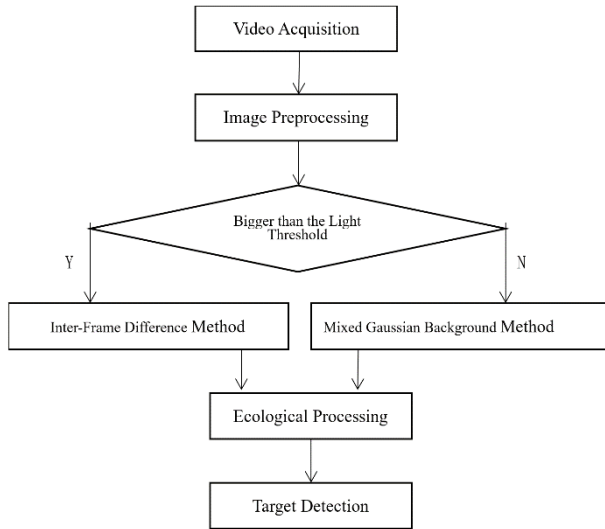 Video Acquisition
Image Preprocessing
Bigger than the Light
Threshold
Y
N
Inter-Frame Difference Method
Mixed Gaussian Background Method
Ecological Processing
Target Detection